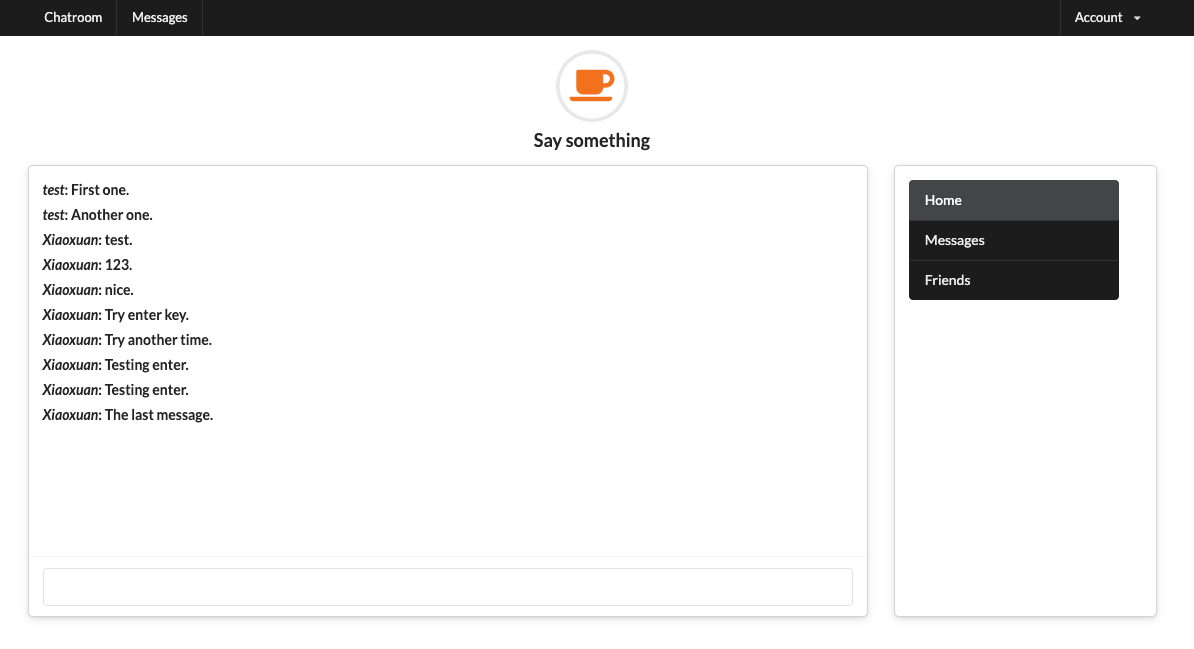 Chatroom Messages Account
Say something
test: First one.
test: Another one.
Xiaoxuan: test.
Xiaoxuan: 123.
Xiaoxuan: nice.
Xiaoxuan: Try enter key.
Xiaoxuan: Try another time.
Xiaoxuan: Testing enter.
Xiaoxuan: Testing enter.
Xiaoxuan: The last message.
Home
Messages
Friends